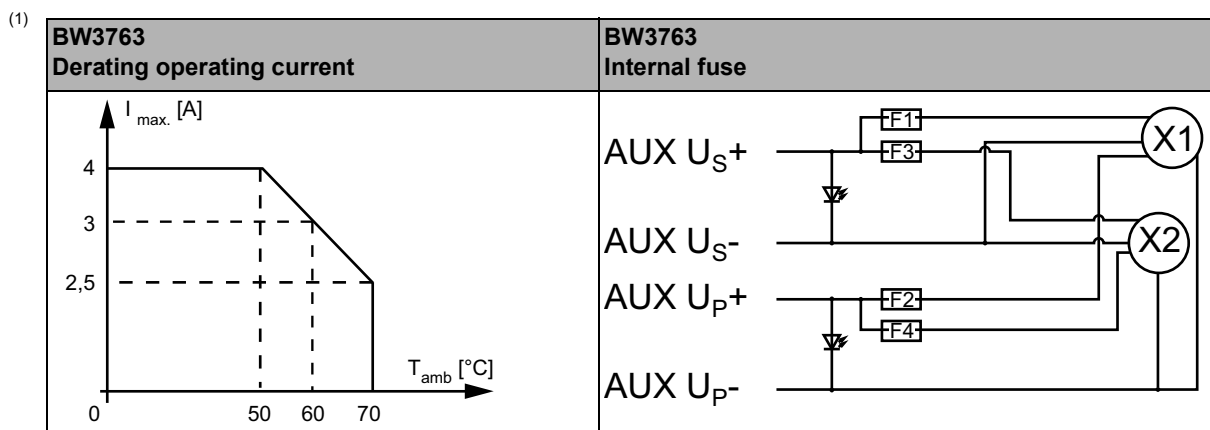 (1)
BW3763
Derating operating current
BW3763
Internal fuse
I max. [A]
4
3
2,5
0
50 60 70
Tamb [°C]
AUX US+
AUX US-
AUX UP+
AUX UP-
F1
F3
F2
F4
X1
X2